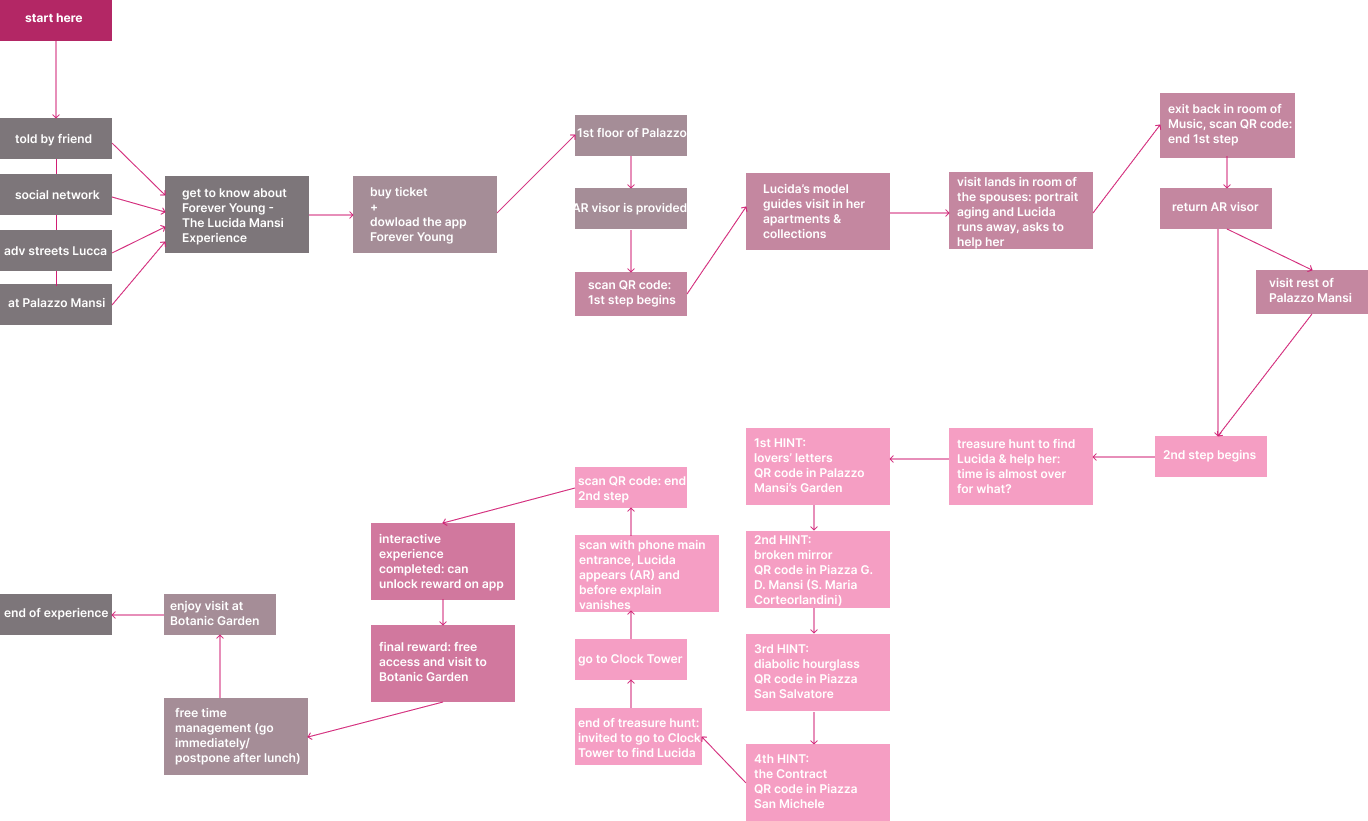 start here
told by friend
social network
adv streets Lucca
at Palazzo Mansi
get to know about
Forever Young -
The Lucida Mansi
Experience
buy ticket
+
dowload the app
Forever Young
1st floor of Palazzo
AR visor is provided
scan QR code:
1st step begins
Lucida's model
guides visit in her
apartments &
collections
visit lands in room of
the spouses: portrait
aging and Lucida
runs away, asks to
help her
exit back in room of
Music, scan QR code:
end 1st step
return AR visor
visit rest of
Palazzo Mansi
2nd step begins
treasure hunt to find
Lucida & help her:
time is almost over
for what?
1st HINT:
lovers' letters
QR code in Palazzo
Mansi's Garden
2nd HINT:
broken mirror
QR code in Piazza G.
D. Mansi (S. Maria
Corteorlandini)
3rd HINT:
diabolic hourglass
QR code in Piazza
San Salvatore
4th HINT:
the Contract
QR code in Piazza
San Michele
end of treasure hunt:
invited to go to Clock
Tower to find Lucida
go to Clock Tower
scan with phone main
entrance, Lucida
appears (AR) and
before explain
vanishes
scan QR code: end
2nd step
interactive
experience
completed: can
unlock reward on app
final reward: free
access and visit to
Botanic Garden
free time
management (go
immediately/
postpone after lunch)
enjoy visit at
Botanic Garden
end of experience